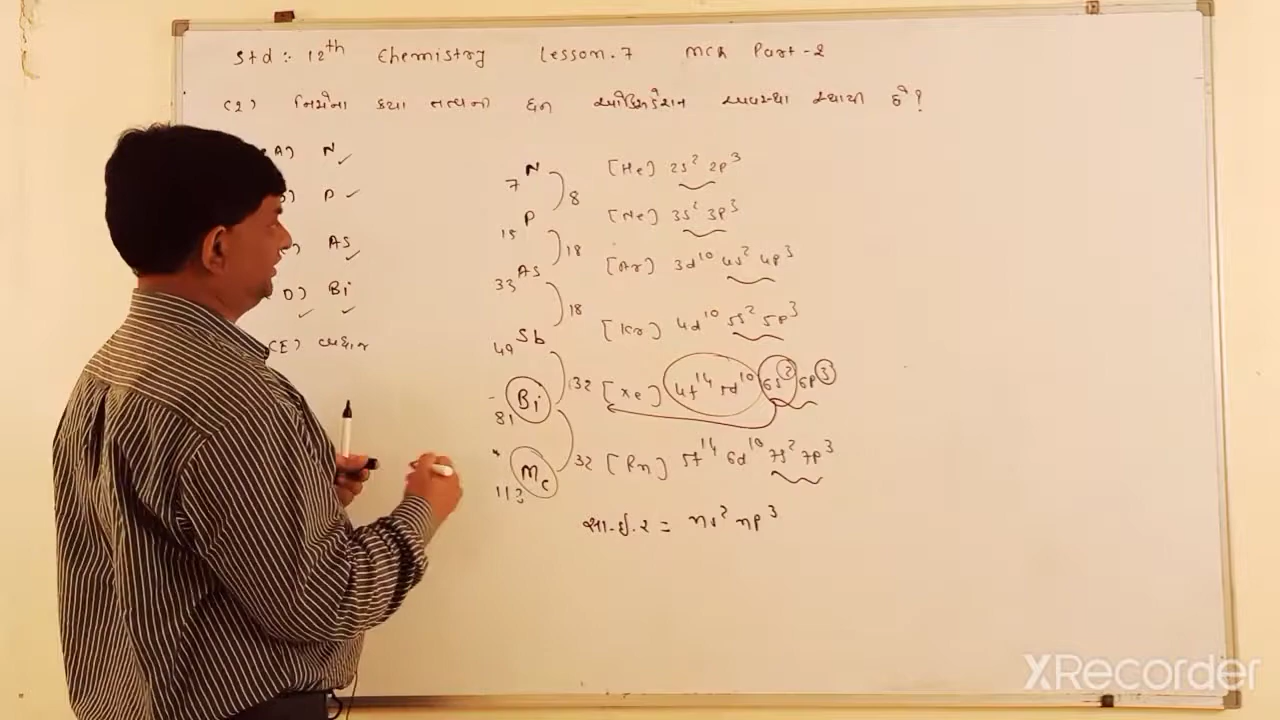 Std :- 12th Chemistry Lesson. 7 MCQ Part-2
(2) નિચેના કયા તત્વની +3 ઓક્સિડેશન અવસ્થા સ્થાયી છે?
A) N ✓
) P ✓
) As ✓
D) Bi ✓
(E)
7 N [He] 2s² 2p³
8
15 P [Ne] 3s² 3p³
18
33 As [Ar] 3d¹⁰ 4s² 4p³
18
49 Sb [Kr] 4d¹⁰ 5s² 5p³
32
81 Bi [Xe] 4f¹⁴ 5d¹⁰ 6s² 6p³
32
113 Mc [Rn] 5f¹⁴ 6d¹⁰ 7s² 7p³
સા.ઇ.ર = ns² np³
XRecorder